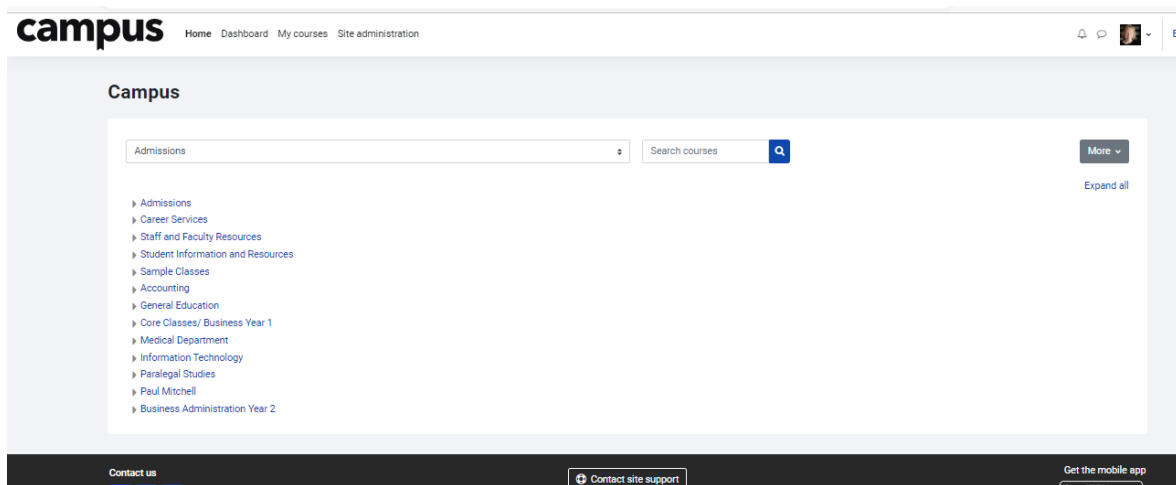 campus Home Dashboard My courses Site administration
Campus
Admissions Search courses More
Expand all
Admissions
Career Services
Staff and Faculty Resources
Student Information and Resources
Sample Classes
Accounting
General Education
Core Classes/ Business Year 1
Medical Department
Information Technology
Paralegal Studies
Paul Mitchell
Business Administration Year 2
Contact us Contact site support Get the mobile app